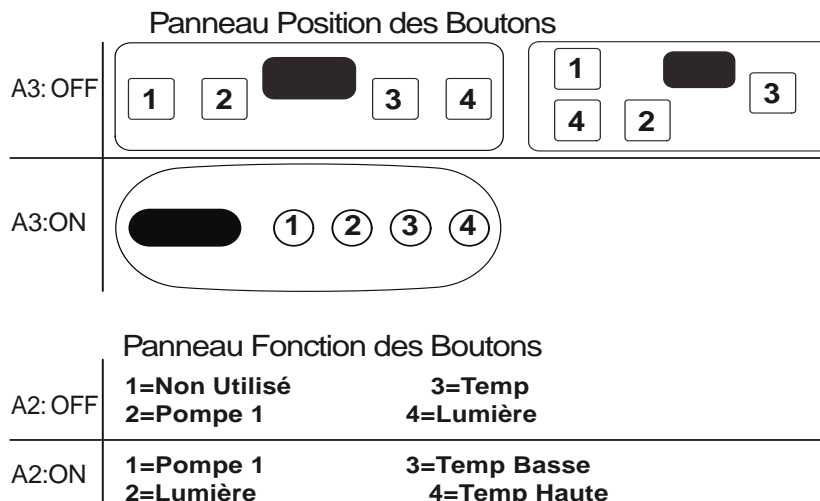 Panneau Position des Boutons
A3: OFF
1 2 3 4
1 3
4 2
A3:ON
1 2 3 4
Panneau Fonction des Boutons
A2: OFF
1=Non Utilisé 3=Temp
2=Pompe 1 4=Lumière
A2:ON
1=Pompe 1 3=Temp Basse
2=Lumière 4=Temp Haute